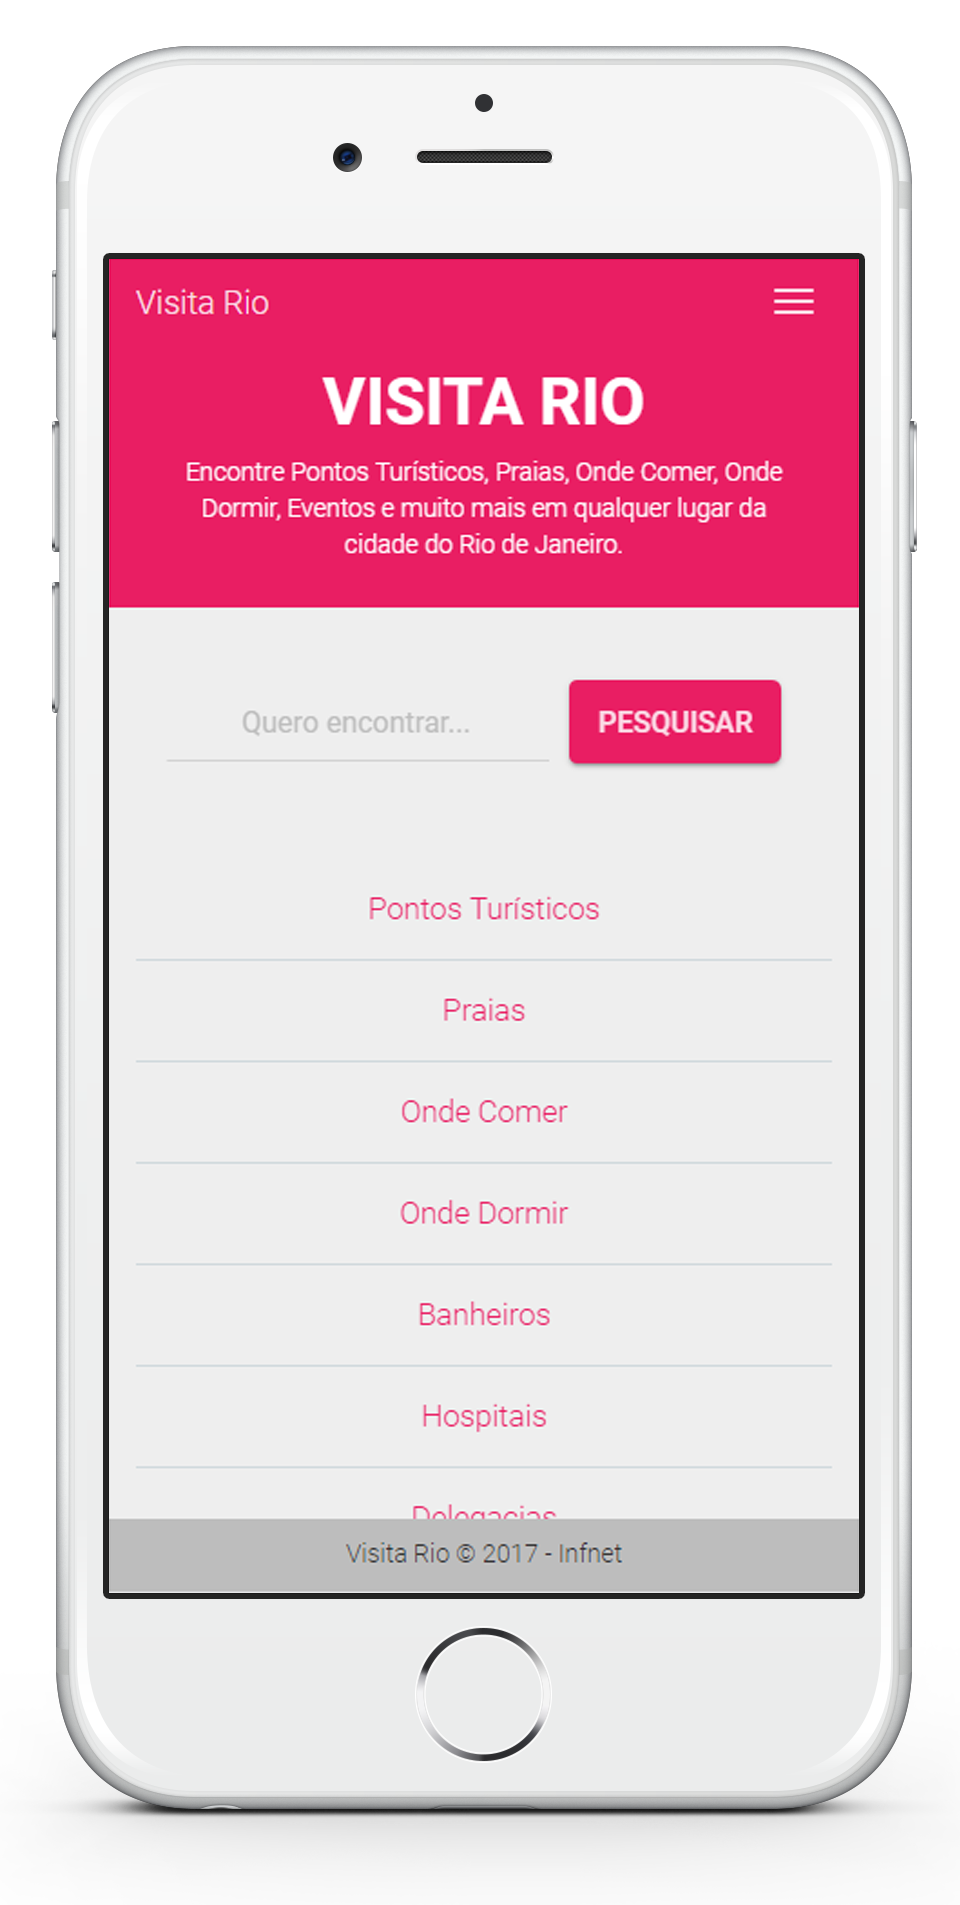 Visita Rio
VISITA RIO
Encontre Pontos Turísticos, Praias, Onde Comer, Onde
Dormir, Eventos e muito mais em qualquer lugar da
cidade do Rio de Janeiro.
Quero encontrar...
PESQUISAR
Pontos Turísticos
Praias
Onde Comer
Onde Dormir
Banheiros
Hospitais
Delegacias
Visita Rio © 2017 - Infnet